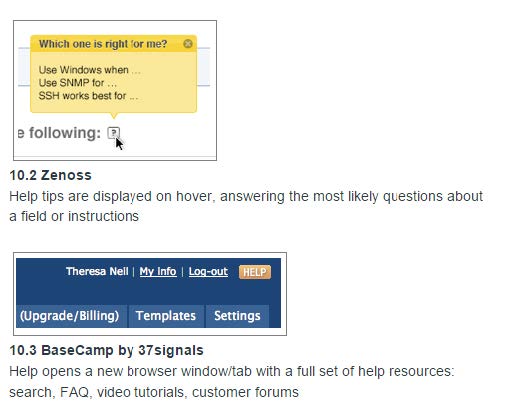 Which one is right for me?
Use Windows when ...
Use SNMP for ...
SSH works best for ...
e following: ?
10.2 Zenoss
Help tips are displayed on hover, answering the most likely questions about
a field or instructions
Theresa Neil | My Info | Log-out HELP
(Upgrade/Billing) Templates Settings
10.3 BaseCamp by 37signals
Help opens a new browser window/tab with a full set of help resources:
search, FAQ, video tutorials, customer forums